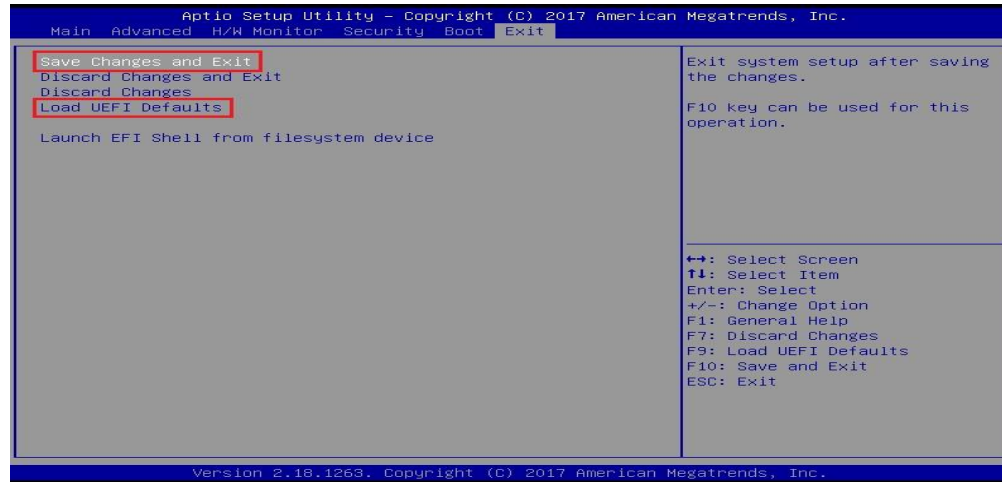 Aptio Setup Utility – Copyright (C) 2017 American Megatrends, Inc.
Main Advanced H/W Monitor Security Boot Exit
Save Changes and Exit
Discard Changes and Exit
Discard Changes
Load UEFI Defaults
Launch EFI Shell from filesystem device
Exit system setup after saving
the changes.
F10 key can be used for this
operation.
↔: Select Screen
↑↓: Select Item
Enter: Select
+/-: Change Option
F1: General Help
F7: Discard Changes
F9: Load UEFI Defaults
F10: Save and Exit
ESC: Exit
Version 2.18.1263. Copyright (C) 2017 American Megatrends, Inc.